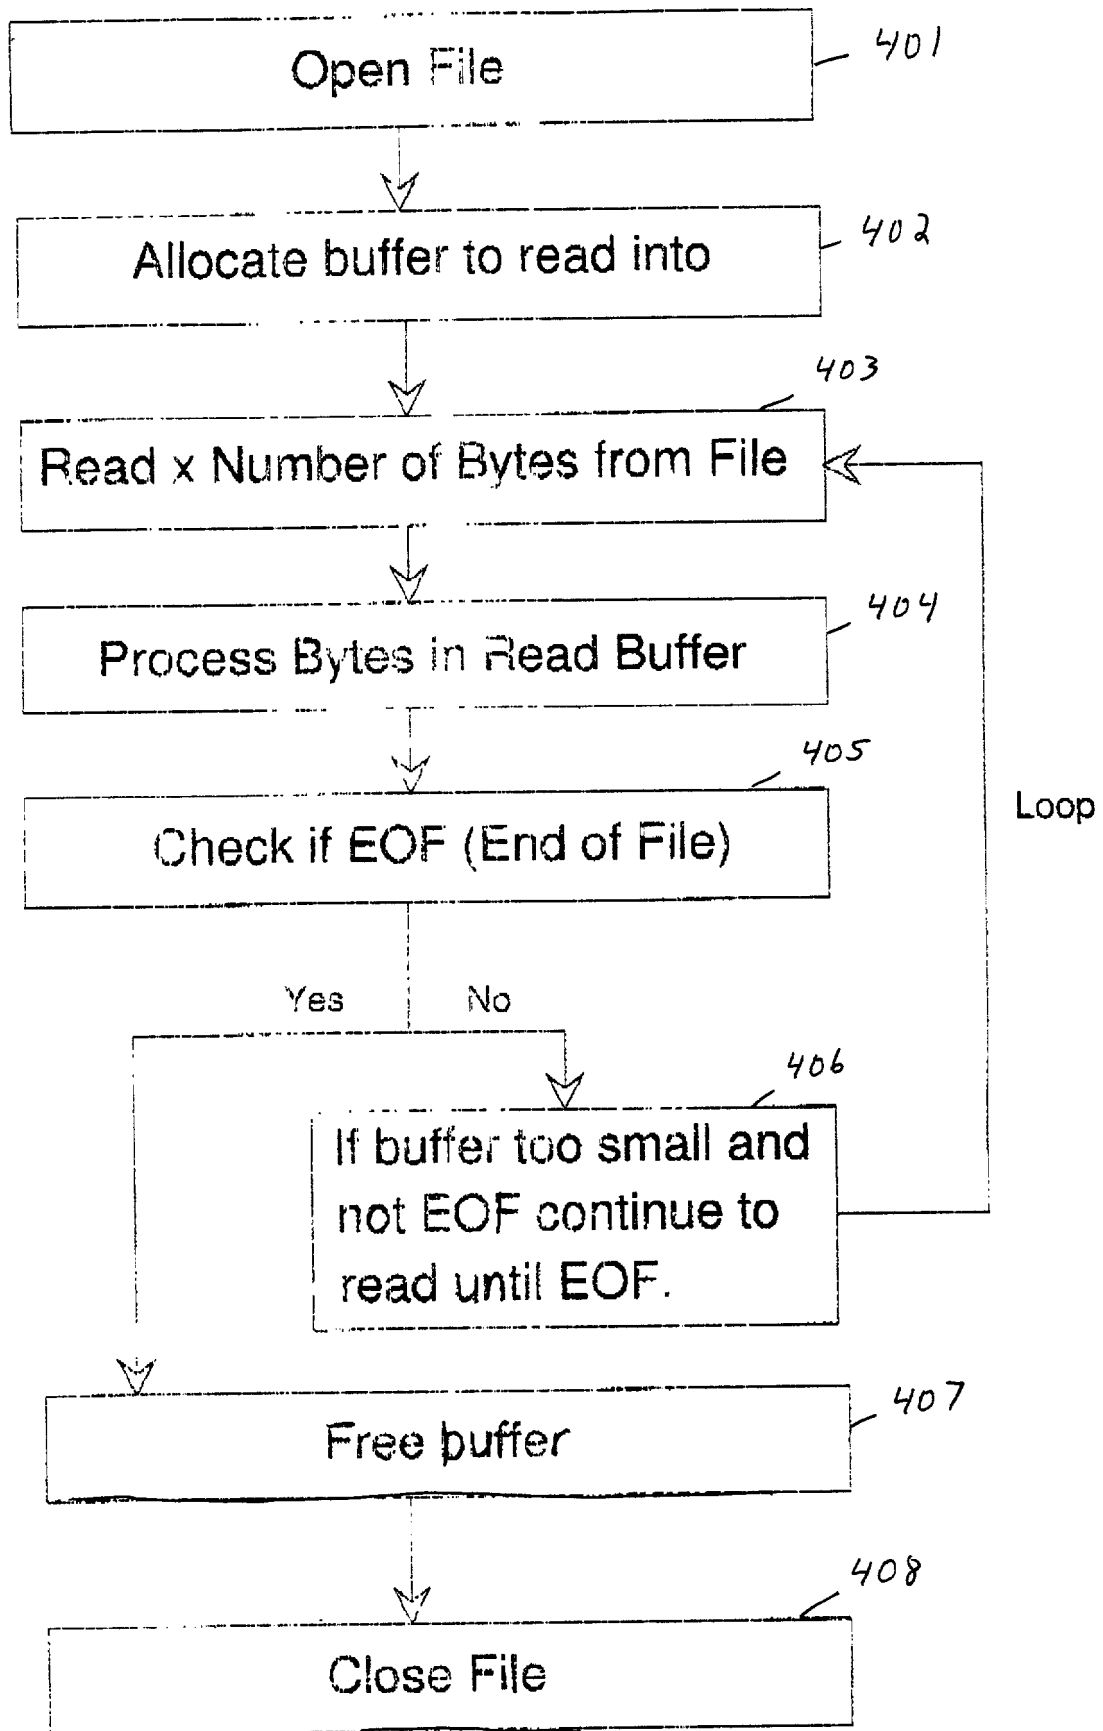 Open File
401
Allocate buffer to read into
402
403
Read x Number of Bytes from File
404
Process Bytes in Read Buffer
405
Check if EOF (End of File)
Loop
Yes No
406
If buffer too small and
not EOF continue to
read until EOF.
407
Free buffer
408
Close File